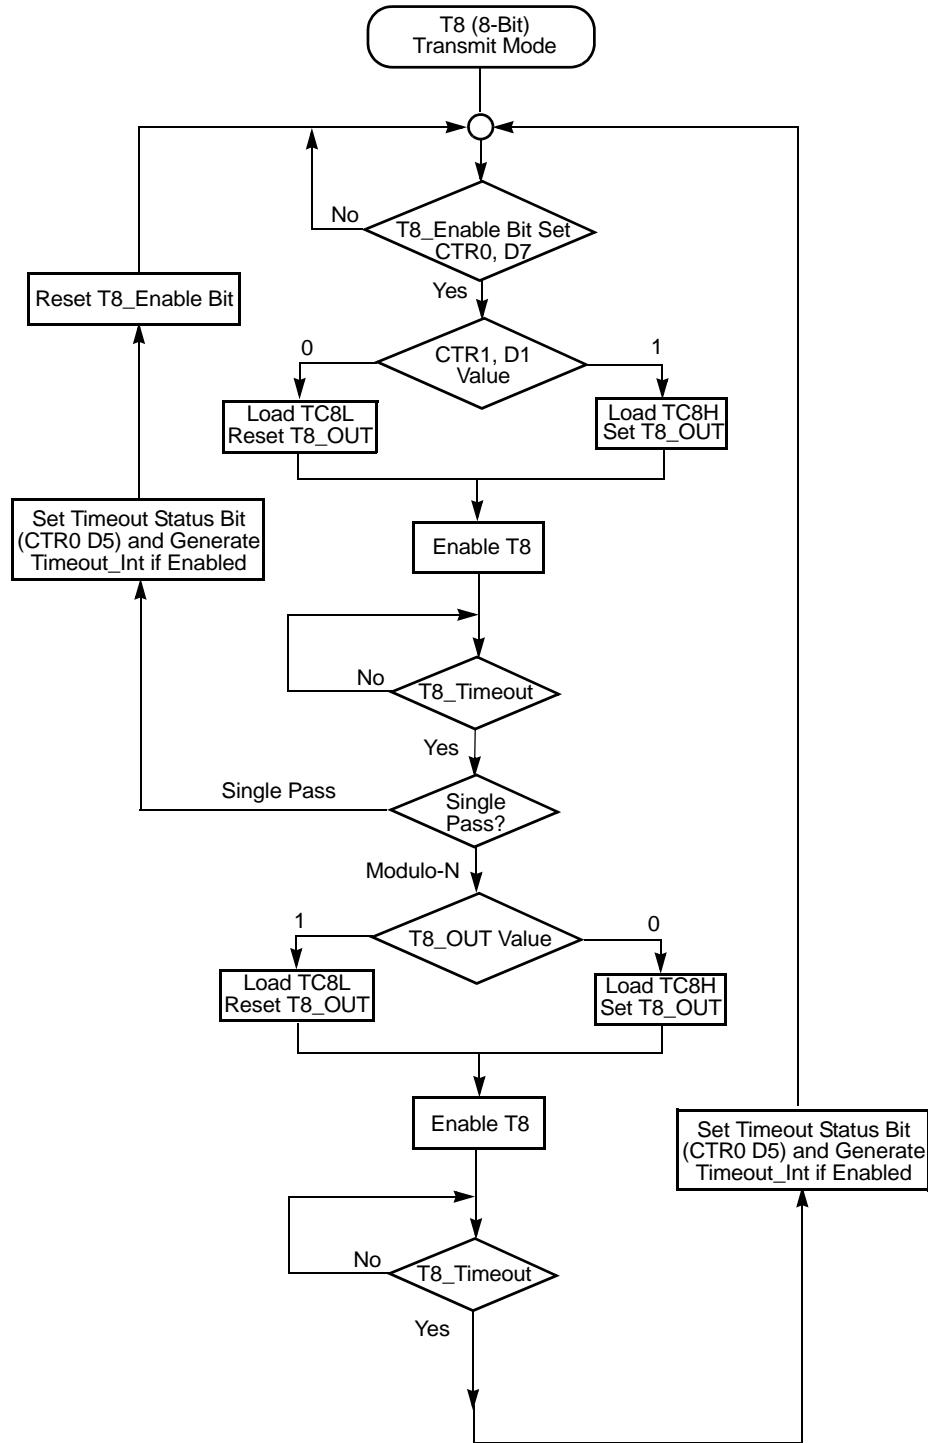 T8 (8-Bit)
Transmit Mode
No
T8_Enable Bit Set
CTR0, D7
Yes
Reset T8_Enable Bit
0
CTR1, D1
Value
1
Load TC8L
Reset T8_OUT
Load TC8H
Set T8_OUT
Set Timeout Status Bit
(CTR0 D5) and Generate
Timeout_Int if Enabled
Enable T8
No
T8_Timeout
Yes
Single Pass
Single
Pass?
Modulo-N
1
T8_OUT Value
0
Load TC8L
Reset T8_OUT
Load TC8H
Set T8_OUT
Enable T8
Set Timeout Status Bit
(CTR0 D5) and Generate
Timeout_Int if Enabled
No
T8_Timeout
Yes